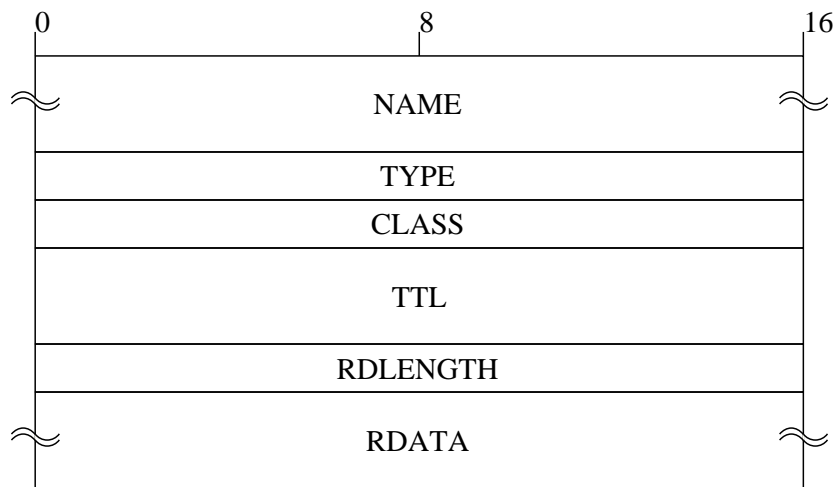 0 8 16
NAME
TYPE
CLASS
TTL
RDLENGTH
RDATA